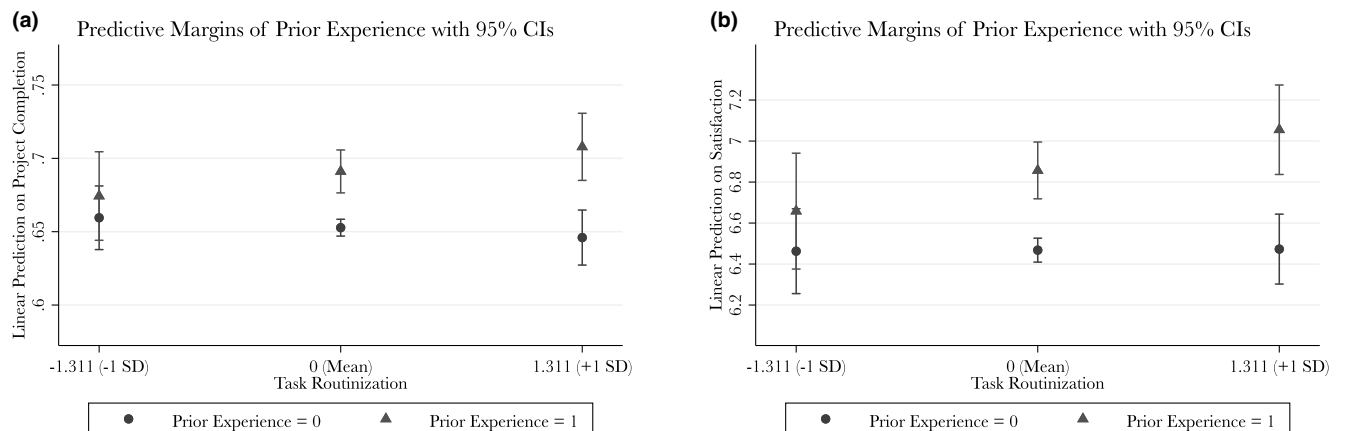 (a)
Predictive Margins of Prior Experience with 95% CIs
Linear Prediction on Project Completion
.75
.7
.65
.6
-1.311 (-1 SD)
0 (Mean)
1.311 (+1 SD)
Task Routinization
Prior Experience = 0
Prior Experience = 1
(b)
Predictive Margins of Prior Experience with 95% CIs
Linear Prediction on Satisfaction
7.2
7
6.8
6.6
6.4
6.2
-1.311 (-1 SD)
0 (Mean)
1.311 (+1 SD)
Task Routinization
Prior Experience = 0
Prior Experience = 1